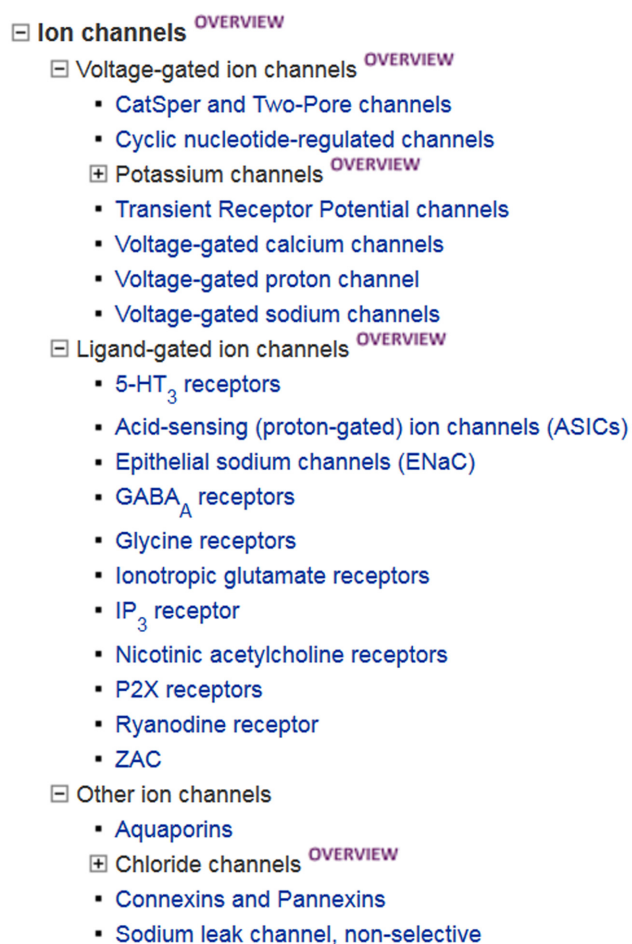 Ion channels OVERVIEW
Voltage-gated ion channels OVERVIEW
CatSper and Two-Pore channels
Cyclic nucleotide-regulated channels
Potassium channels OVERVIEW
Transient Receptor Potential channels
Voltage-gated calcium channels
Voltage-gated proton channel
Voltage-gated sodium channels
Ligand-gated ion channels OVERVIEW
5-HT3 receptors
Acid-sensing (proton-gated) ion channels (ASICs)
Epithelial sodium channels (ENaC)
GABAA receptors
Glycine receptors
Ionotropic glutamate receptors
IP3 receptor
Nicotinic acetylcholine receptors
P2X receptors
Ryanodine receptor
ZAC
Other ion channels
Aquaporins
Chloride channels OVERVIEW
Connexins and Pannexins
Sodium leak channel, non-selective